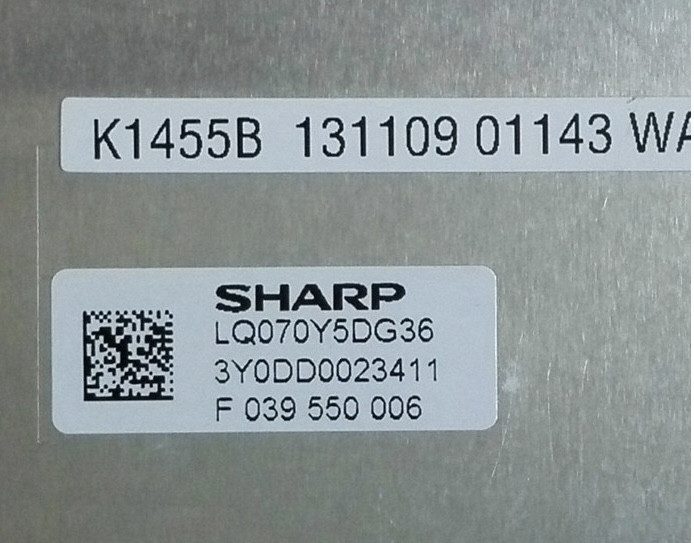 K1455B 131109 01143 WA
SHARP
LQ070Y5DG36
3Y0DD0023411
F 039 550 006